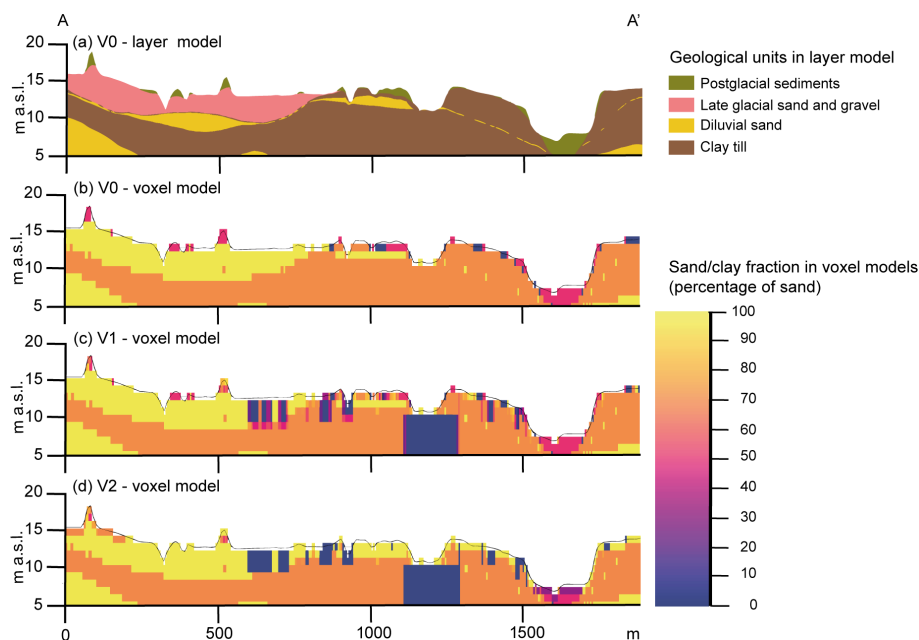 A A'
20
(a) V0 - layer model
15
10
5
m a.s.l.
Geological units in layer model
Postglacial sediments
Late glacial sand and gravel
Diluvial sand
Clay till
(b) V0 - voxel model
20
15
10
5
m a.s.l.
(c) V1 - voxel model
20
15
10
5
m a.s.l.
(d) V2 - voxel model
20
15
10
5
m a.s.l.
0 500 1000 1500 m
Sand/clay fraction in voxel models
(percentage of sand)
100
90
80
70
60
50
40
30
20
10
0